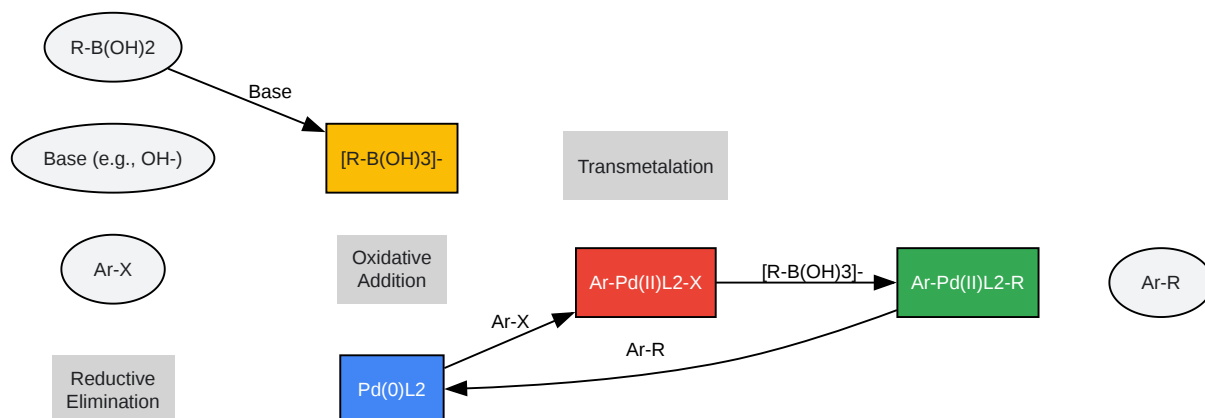 R-B(OH)2
Base
Base (e.g., OH-)
[R-B(OH)3]-
Transmetalation
Ar-X
Oxidative
Addition
Ar-Pd(II)L2-X
[R-B(OH)3]-
Ar-Pd(II)L2-R
Ar-R
Ar-X
Ar-R
Reductive
Elimination
Pd(0)L2